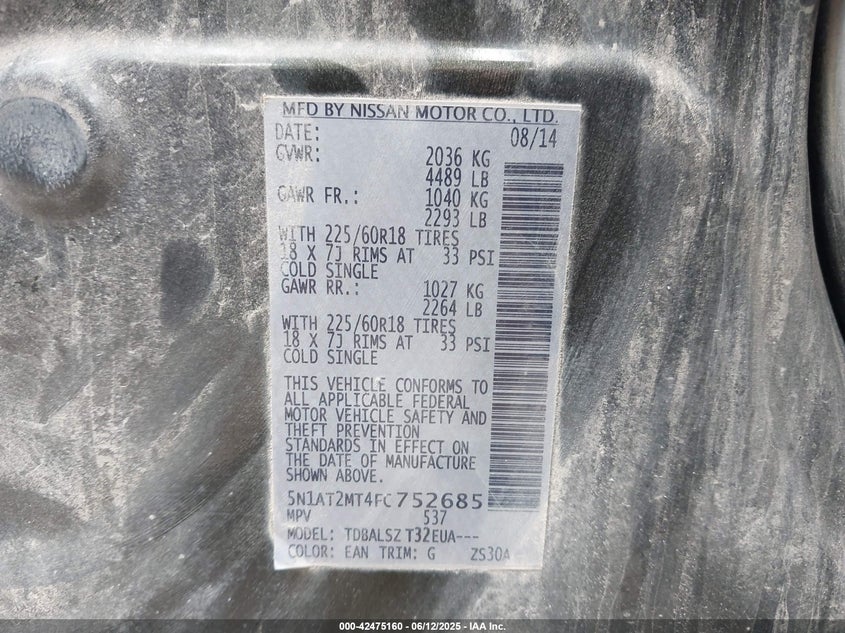 MFD BY NISSAN MOTOR CO., LTD.
DATE: 08/14
GVWR: 2036 KG
4489 LB
GAWR FR.: 1040 KG
2293 LB
WITH 225/60R18 TIRES
18 X 7J RIMS AT 33 PSI
COLD SINGLE
GAWR RR.: 1027 KG
2264 LB
WITH 225/60R18 TIRES
18 X 7J RIMS AT 33 PSI
COLD SINGLE
THIS VEHICLE CONFORMS TO
ALL APPLICABLE FEDERAL
MOTOR VEHICLE SAFETY AND
THEFT PREVENTION
STANDARDS IN EFFECT ON
THE DATE OF MANUFACTURE
SHOWN ABOVE.
5N1AT2MT4FC752685
MPV 537
MODEL: TDBALSZ T32EUA---
COLOR: EAN TRIM: G ZS30A
000-42475160 - 06/12/2025 - IAA Inc.